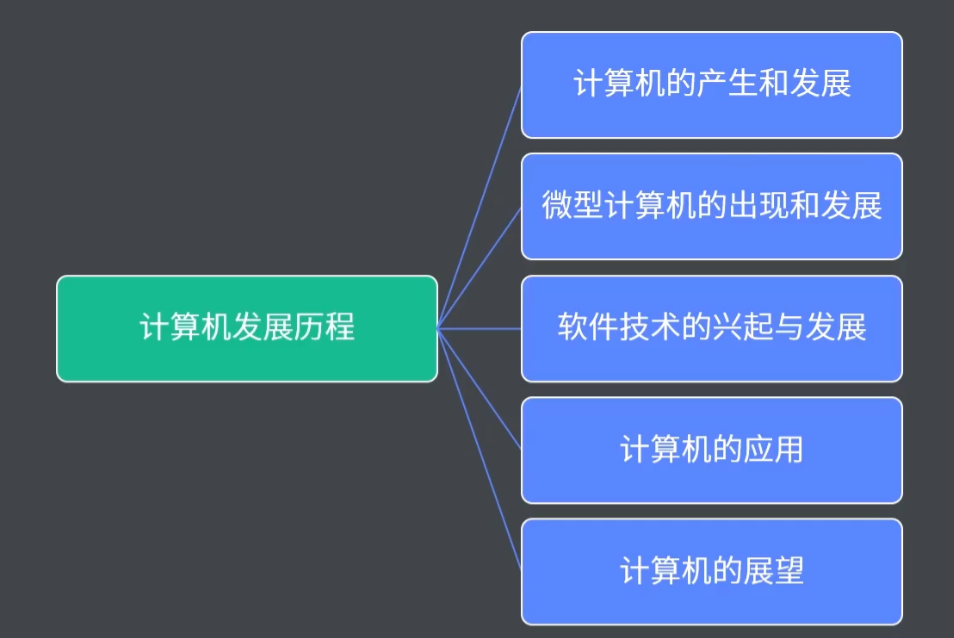 计算机的产生和发展
微型计算机的出现和发展
计算机发展历程
软件技术的兴起与发展
计算机的应用
计算机的展望